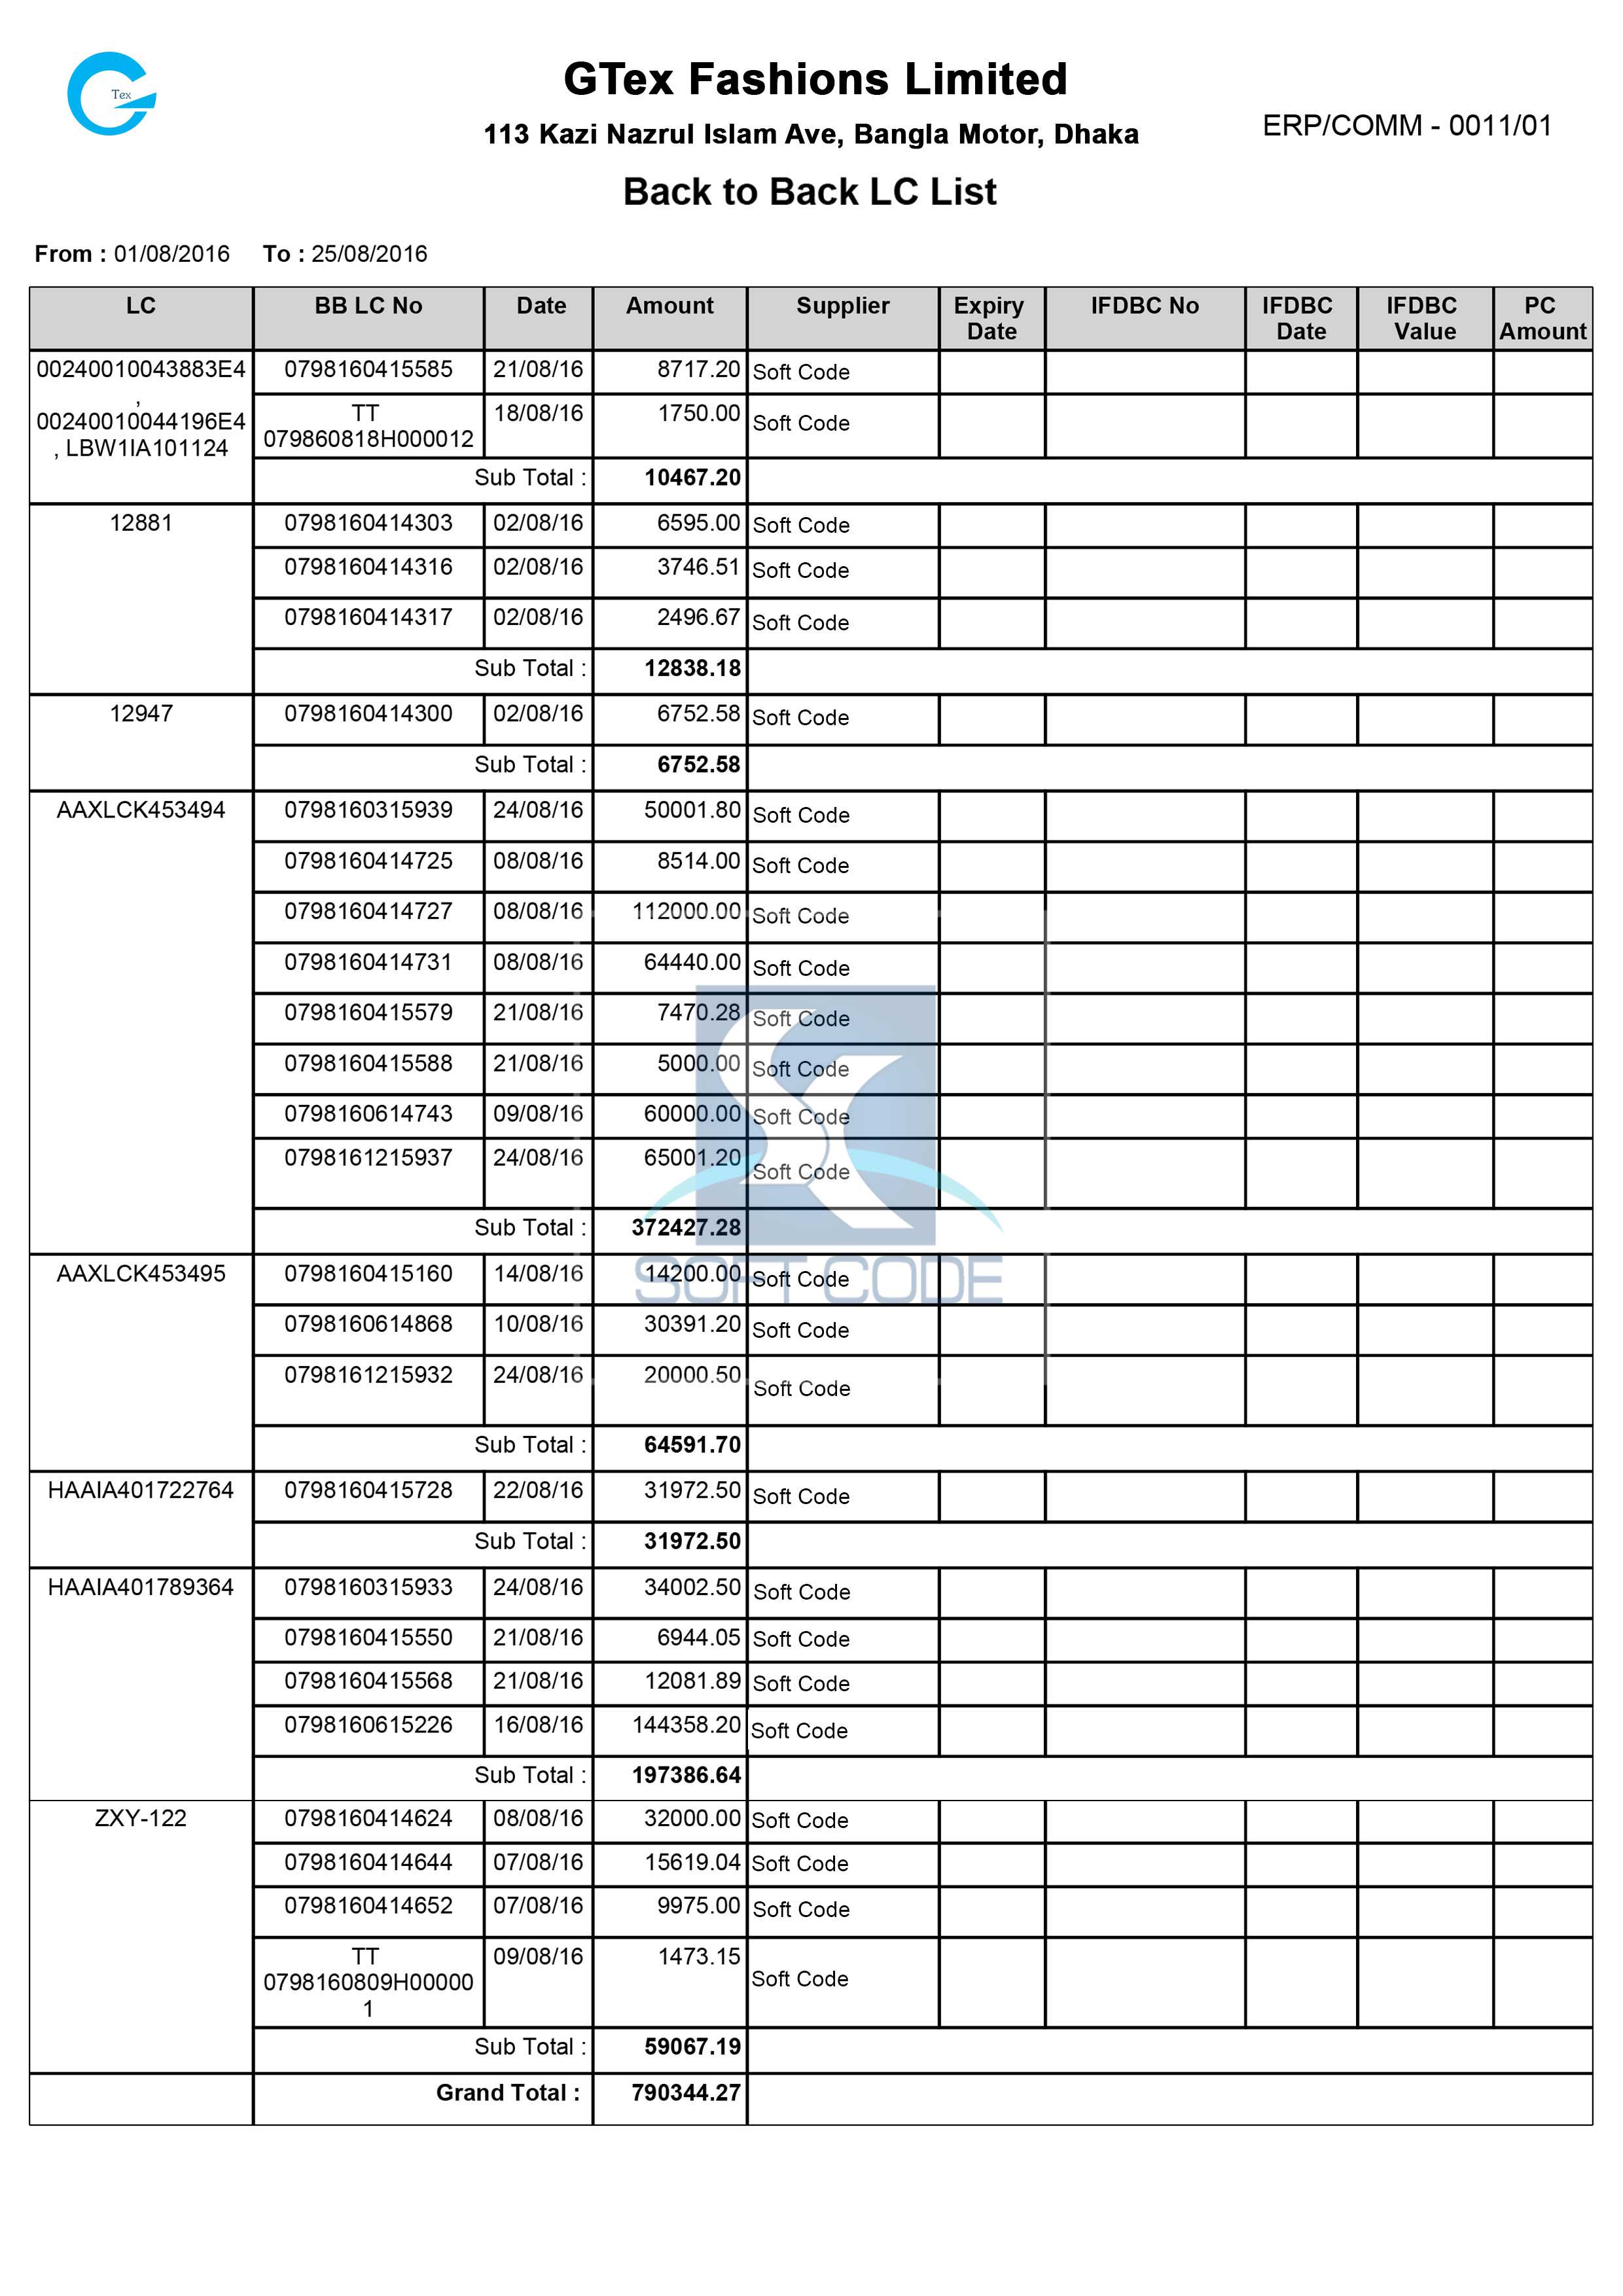 Tex
GTex Fashions Limited
113 Kazi Nazrul Islam Ave, Bangla Motor, Dhaka
ERP/COMM - 0011/01
Back to Back LC List
From : 01/08/2016 To : 25/08/2016
LC BB LC No Date Amount Supplier Expiry Date IFDBC No IFDBC Date IFDBC Value PC Amount
00240010043883E4 0798160415585 21/08/16 8717.20 Soft Code
,
00240010044196E4 TT 18/08/16 1750.00 Soft Code
, LBW1IA101124 079860818H000012
Sub Total : 10467.20
12881 0798160414303 02/08/16 6595.00 Soft Code
0798160414316 02/08/16 3746.51 Soft Code
0798160414317 02/08/16 2496.67 Soft Code
Sub Total : 12838.18
12947 0798160414300 02/08/16 6752.58 Soft Code
Sub Total : 6752.58
AAXLCK453494 0798160315939 24/08/16 50001.80 Soft Code
0798160414725 08/08/16 8514.00 Soft Code
0798160414727 08/08/16 112000.00 Soft Code
0798160414731 08/08/16 64440.00 Soft Code
0798160415579 21/08/16 7470.28 Soft Code
0798160415588 21/08/16 5000.00 Soft Code
0798160614743 09/08/16 60000.00 Soft Code
0798161215937 24/08/16 65001.20 Soft Code
Sub Total : 372427.28
AAXLCK453495 0798160415160 14/08/16 14200.00 Soft Code
SOFT CODE
0798160614868 10/08/16 30391.20 Soft Code
0798161215932 24/08/16 20000.50 Soft Code
Sub Total : 64591.70
HAAIA401722764 0798160415728 22/08/16 31972.50 Soft Code
Sub Total : 31972.50
HAAIA401789364 0798160315933 24/08/16 34002.50 Soft Code
0798160415550 21/08/16 6944.05 Soft Code
0798160415568 21/08/16 12081.89 Soft Code
0798160615226 16/08/16 144358.20 Soft Code
Sub Total : 197386.64
ZXY-122 0798160414624 08/08/16 32000.00 Soft Code
0798160414644 07/08/16 15619.04 Soft Code
0798160414652 07/08/16 9975.00 Soft Code
TT 09/08/16 1473.15 Soft Code
0798160809H00000
1
Sub Total : 59067.19
Grand Total : 790344.27